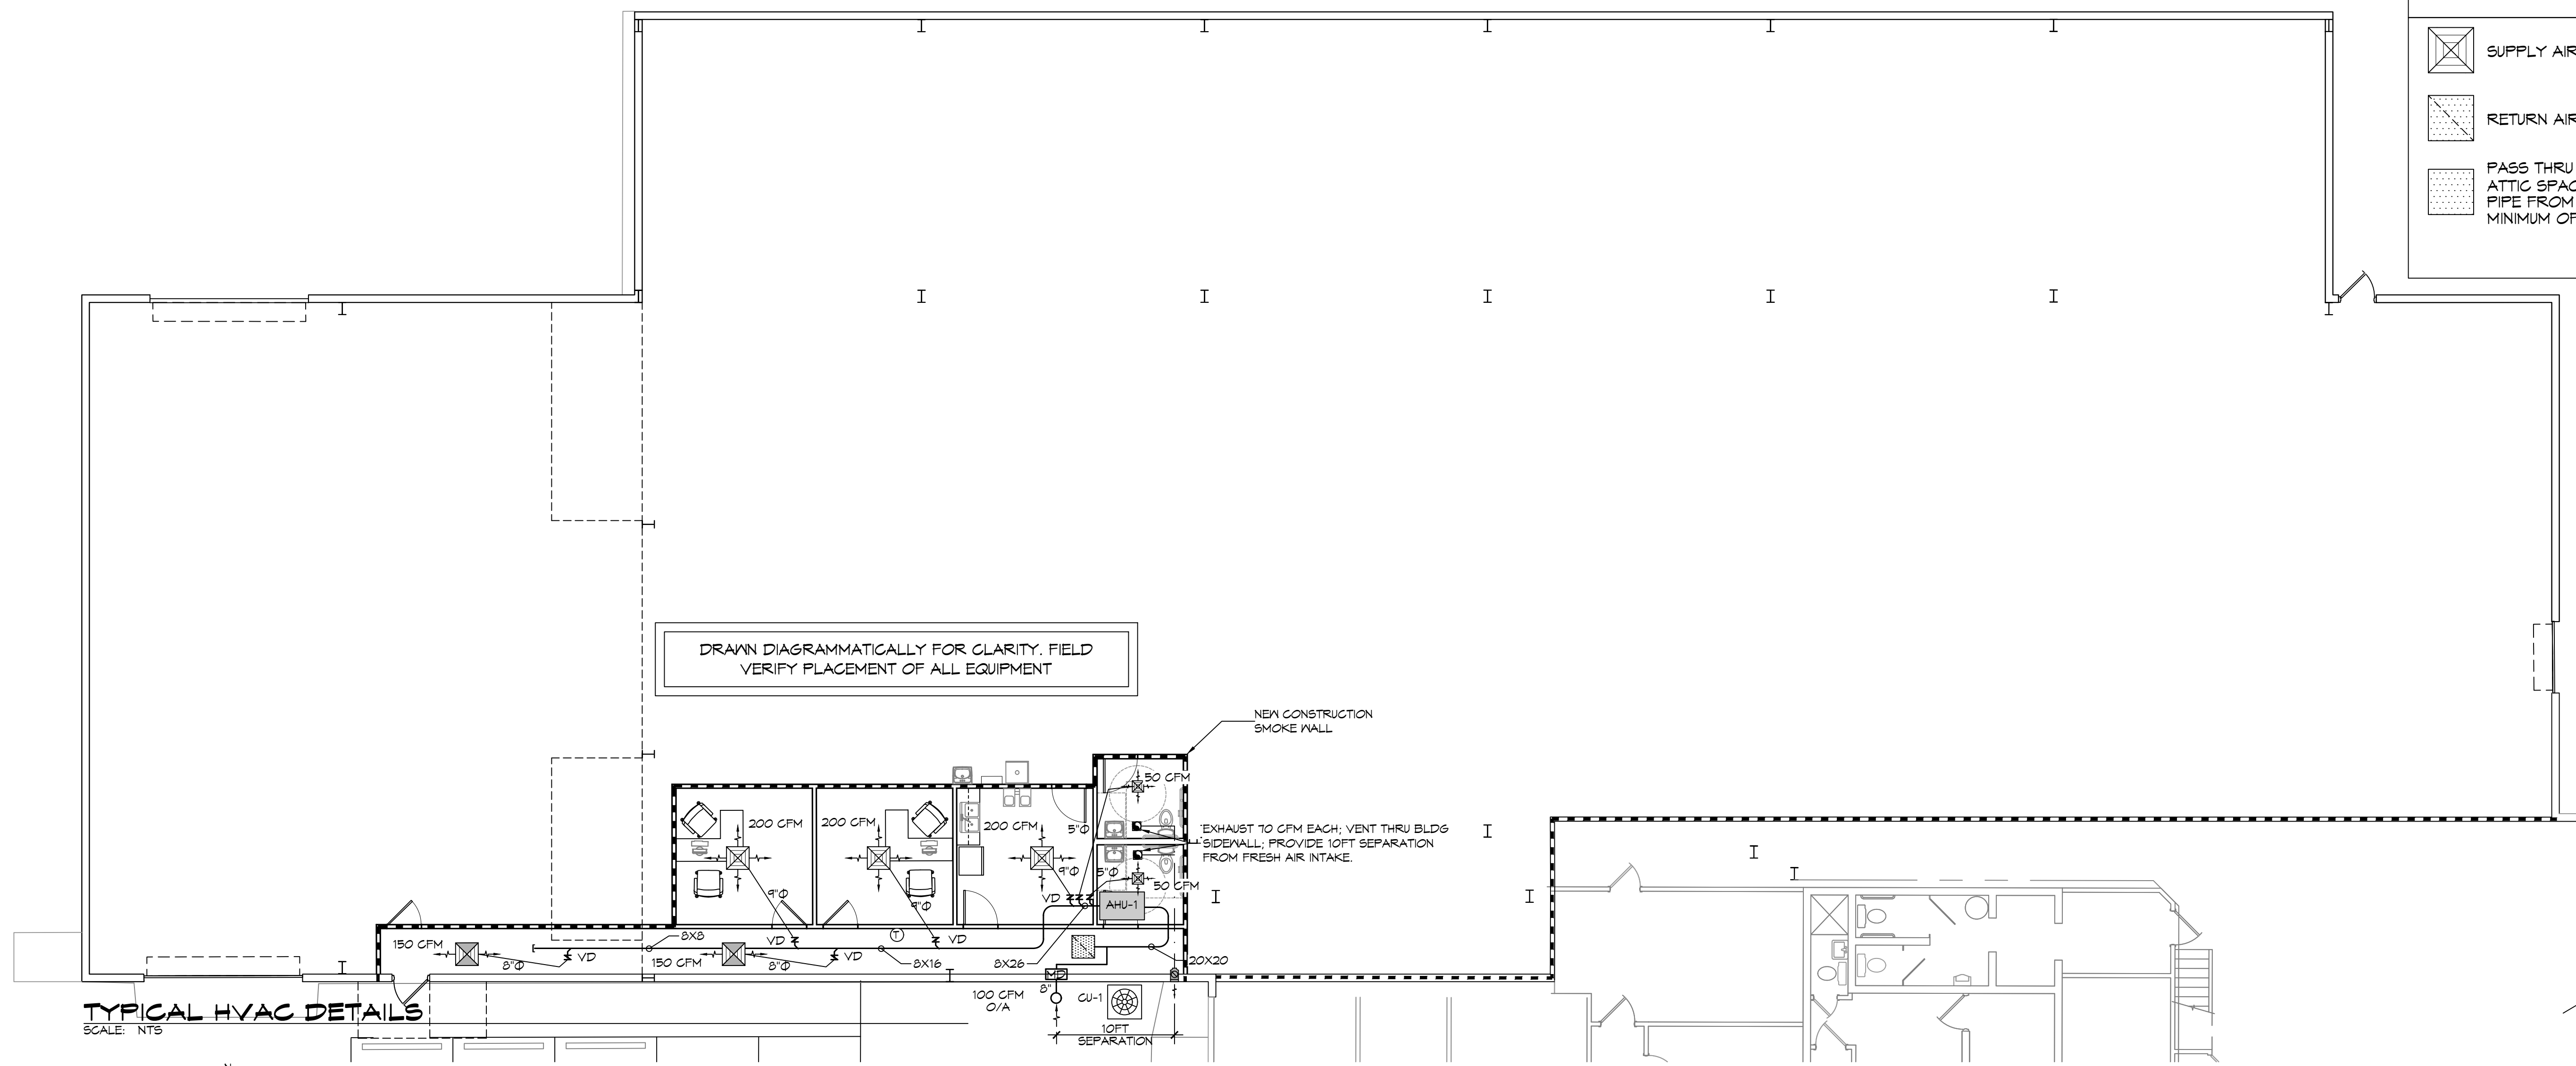 SUPPLY AIR
RETURN AIR
PASS THRU
ATTIC SPAC
PIPE FROM
MINIMUM OF
DRAWN DIAGRAMMATICALLY FOR CLARITY. FIELD
VERIFY PLACEMENT OF ALL EQUIPMENT
NEW CONSTRUCTION
SMOKE WALL
50 CFM
200 CFM
200 CFM
200 CFM
5"Φ
EXHAUST 70 CFM EACH; VENT THRU BLDG
SIDEWALL; PROVIDE 10FT SEPARATION
FROM FRESH AIR INTAKE.
9"Φ
5"Φ
50 CFM
9"Φ
9"Φ
VD
AHU-1
8X8
VD
T
VD
150 CFM
8"Φ
VD
150 CFM
8"Φ
VD
8X16
8X26
20X20
MD
8"
100 CFM
O/A
CU-1
10FT
SEPARATION
TYPICAL HVAC DETAILS
SCALE: NTS
N